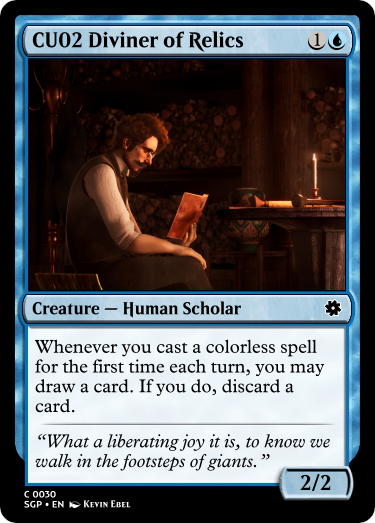 CU02 Diviner of Relics
1
Creature — Human Scholar
Whenever you cast a colorless spell
for the first time each turn, you may
draw a card. If you do, discard a
card.
“What a liberating joy it is, to know we
walk in the footsteps of giants.”
2/2
C 0030
SGP • EN Kevin Ebel